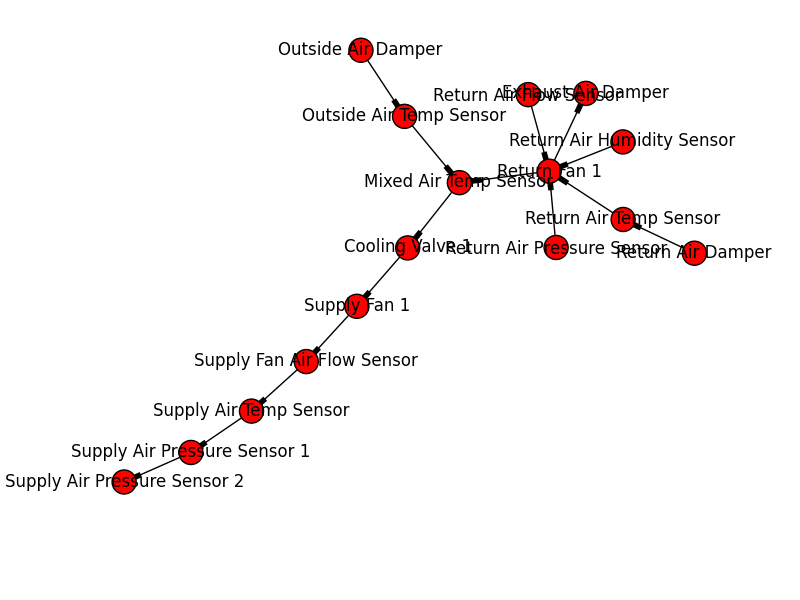 Outside Air Damper
Return Air Flow Sensor
Exhaust Air Damper
Outside Air Temp Sensor
Return Air Humidity Sensor
Return Fan 1
Mixed Air Temp Sensor
Return Air Temp Sensor
Cooling Valve 1
Return Air Pressure Sensor
Return Air Damper
Supply Fan 1
Supply Fan Air Flow Sensor
Supply Air Temp Sensor
Supply Air Pressure Sensor 1
Supply Air Pressure Sensor 2